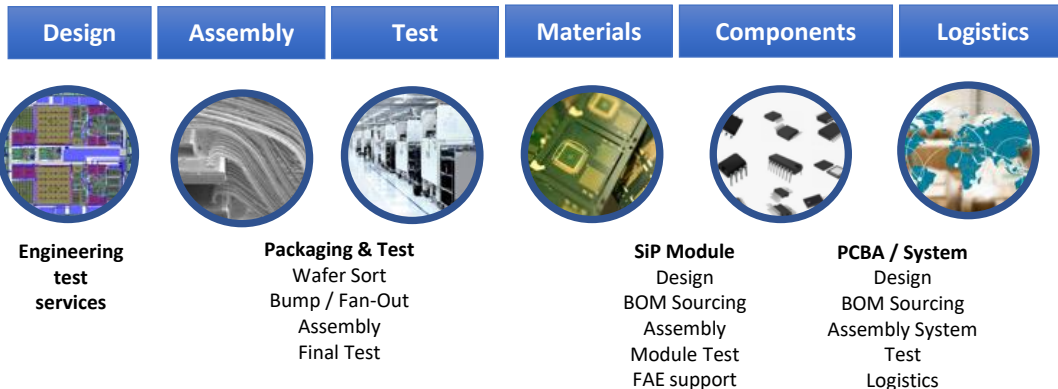 Design
Assembly
Test
Materials
Components
Logistics
Engineering
test
services
Packaging & Test
Wafer Sort
Bump / Fan-Out
Assembly
Final Test
SiP Module
Design
BOM Sourcing
Assembly
Module Test
FAE support
PCBA / System
Design
BOM Sourcing
Assembly System
Test
Logistics